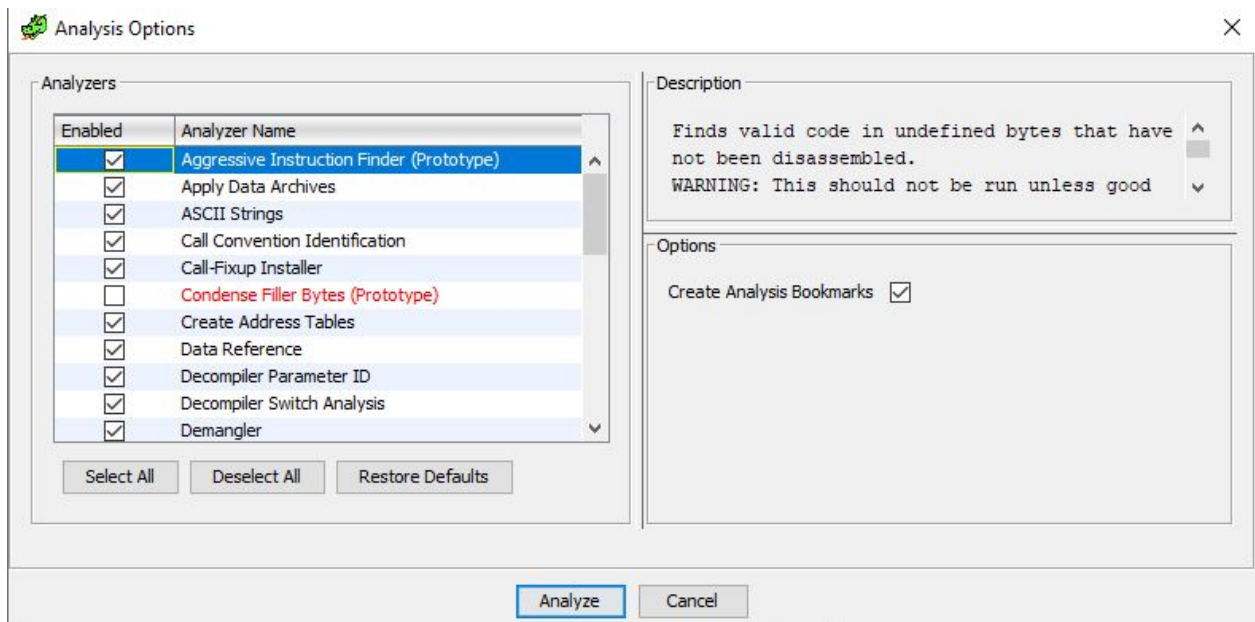 Analysis Options
Analyzers
Enabled Analyzer Name
Aggressive Instruction Finder (Prototype)
Apply Data Archives
ASCII Strings
Call Convention Identification
Call-Fixup Installer
Condense Filler Bytes (Prototype)
Create Address Tables
Data Reference
Decompiler Parameter ID
Decompiler Switch Analysis
Demangler
Select All Deselect All Restore Defaults
Description
Finds valid code in undefined bytes that have
not been disassembled.
WARNING: This should not be run unless good
Options
Create Analysis Bookmarks
Analyze Cancel